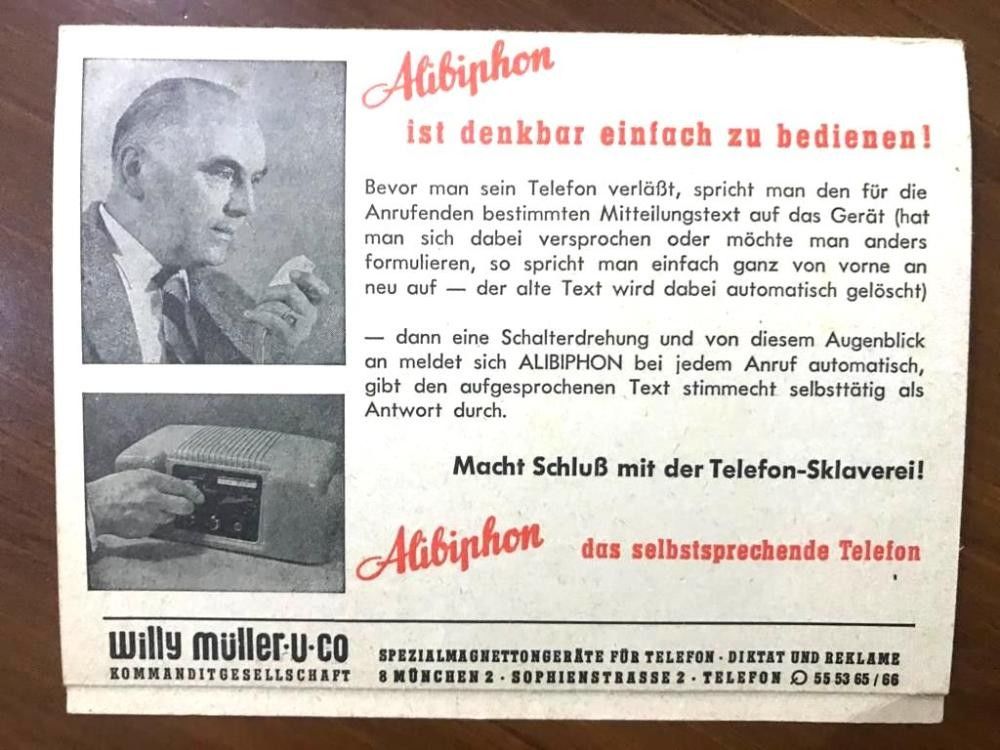 Alibiphon
ist denkbar einfach zu bedienen!
Bevor man sein Telefon verläßt, spricht man den für die
Anrufenden bestimmten Mitteilungstext auf das Gerät (hat
man sich dabei versprochen oder möchte man anders
formulieren, so spricht man einfach ganz von vorne an
neu auf — der alte Text wird dabei automatisch gelöscht)
— dann eine Schalterdrehung und von diesem Augenblick
an meldet sich ALIBIPHON bei jedem Anruf automatisch,
gibt den aufgesprochenen Text stimmecht selbsttätig als
Antwort durch.
Macht Schluß mit der Telefon-Sklaverei!
Alibiphon das selbstsprechende Telefon
willy müller·u·co
KOMMANDITGESELLSCHAFT
SPEZIALMAGNETTONGERÄTE FÜR TELEFON · DIKTAT UND REKLAME
8 MÜNCHEN 2 · SOPHIENSTRASSE 2 · TELEFON 55 53 65 / 66